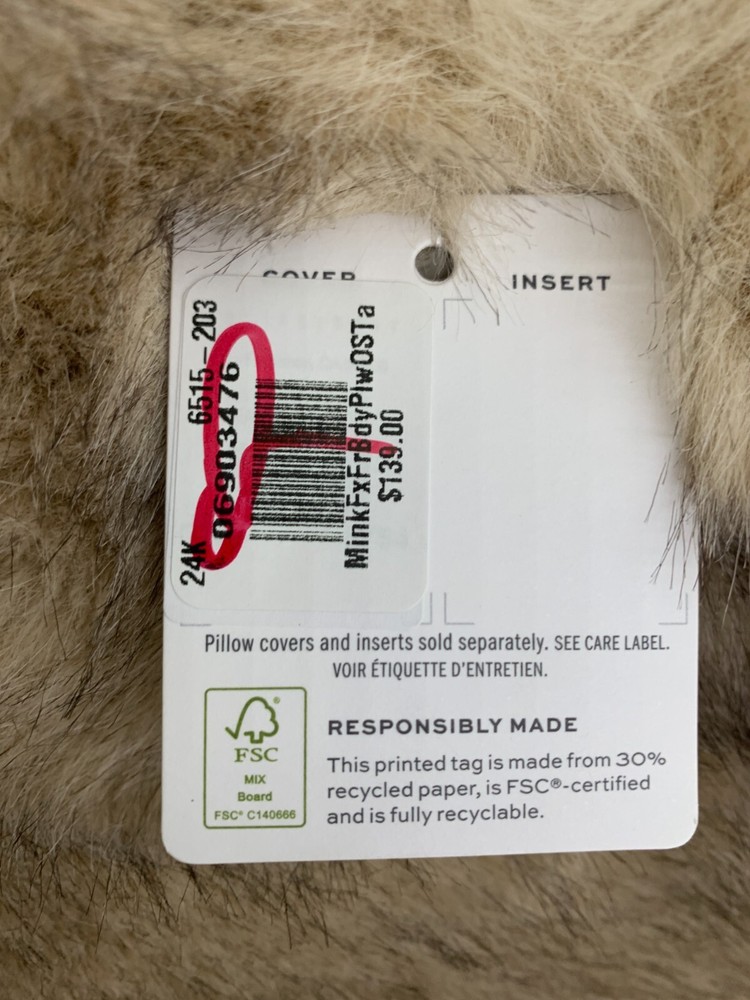 COVER
INSERT
24K 6515-203
06903476
MinkFxFrBdyPlwOSTa
$139.00
Pillow covers and inserts sold separately. SEE CARE LABEL.
VOIR ÉTIQUETTE D'ENTRETIEN.
FSC
MIX
Board
FSC® C140666
RESPONSIBLY MADE
This printed tag is made from 30%
recycled paper, is FSC®-certified
and is fully recyclable.